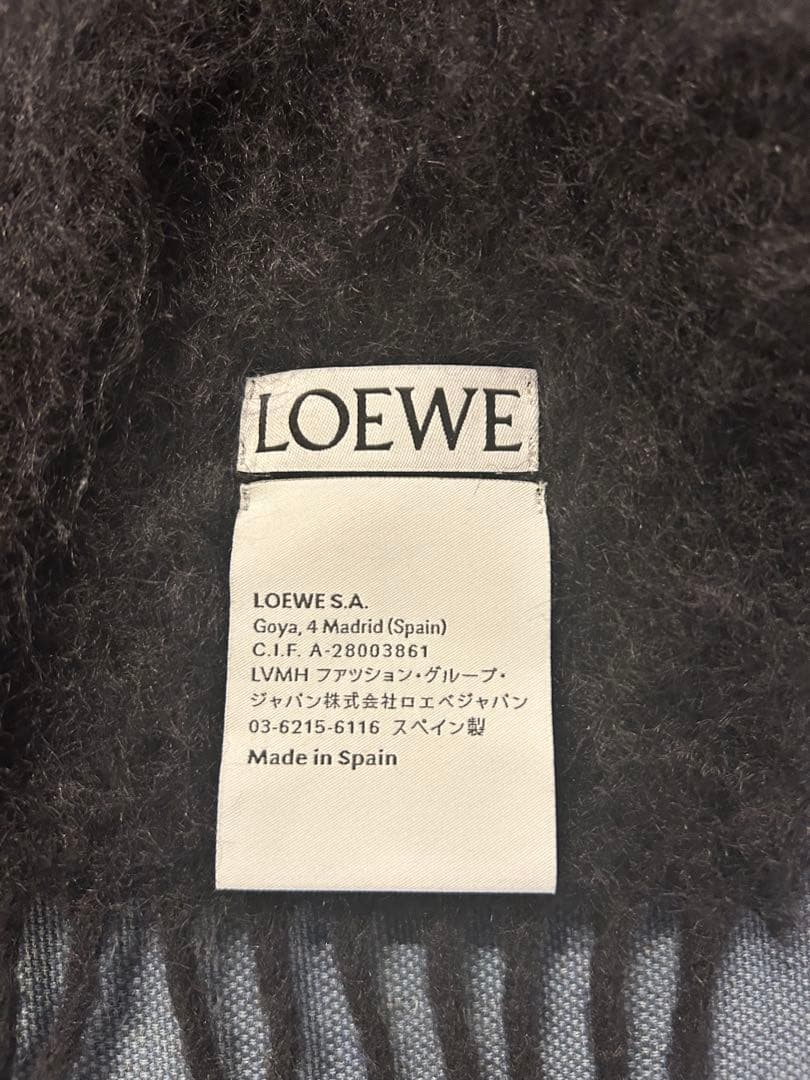 LOEWE
LOEWE S.A.
Goya, 4 Madrid (Spain)
C.I.F. A-28003861
LVMH ファッション・グループ・
ジャパン株式会社ロエベジャパン
03-6215-6116 スペイン製
Made in Spain